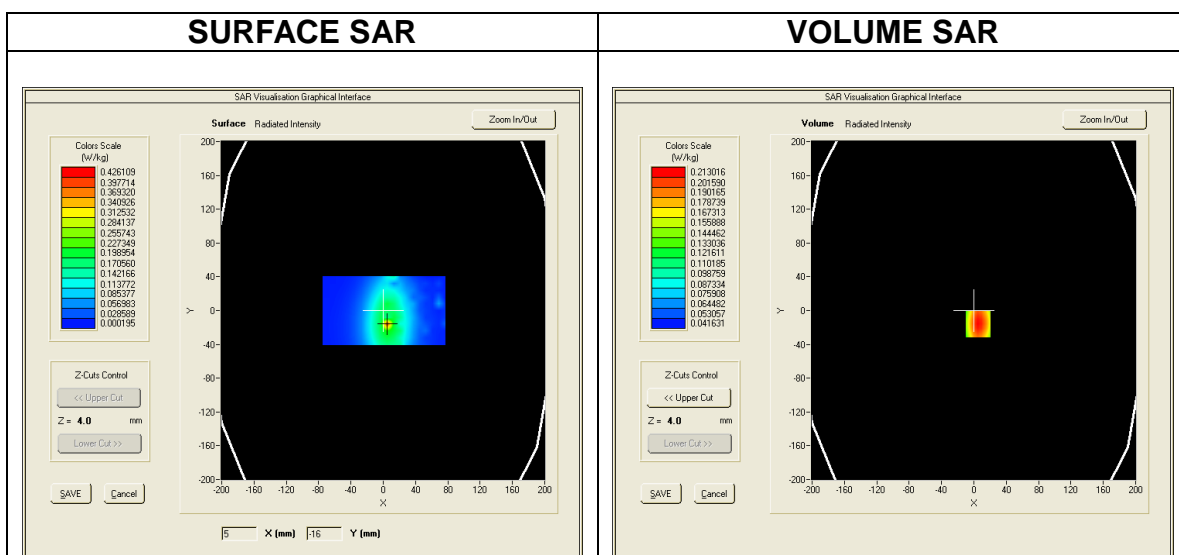 SURFACE SAR
VOLUME SAR
SAR Visualisation Graphical Interface
Surface Radiated Intensity
Zoom In/Out
Colors Scale
(W/kg)
0.426109
0.397714
0.369320
0.340926
0.312532
0.284137
0.255743
0.227349
0.198954
0.170560
0.142166
0.113772
0.085377
0.056983
0.028589
0.000195
200
160
120
80
40
0
-40
-80
-120
-160
-200
Y
-200 -160 -120 -80 -40 0 40 80 120 160 200
X
Z-Cuts Control
<< Upper Cut
Z = 4.0 mm
Lower Cut >>
SAVE Cancel
5 X (mm) -16 Y (mm)
SAR Visualisation Graphical Interface
Volume Radiated Intensity
Zoom In/Out
Colors Scale
(W/kg)
0.213016
0.201590
0.190165
0.178739
0.167313
0.155888
0.144462
0.133036
0.121611
0.110185
0.098759
0.087334
0.075908
0.064482
0.053057
0.041631
200
160
120
80
40
0
-40
-80
-120
-160
-200
Y
-200 -160 -120 -80 -40 0 40 80 120 160 200
X
Z-Cuts Control
<< Upper Cut
Z = 4.0 mm
Lower Cut >>
SAVE Cancel